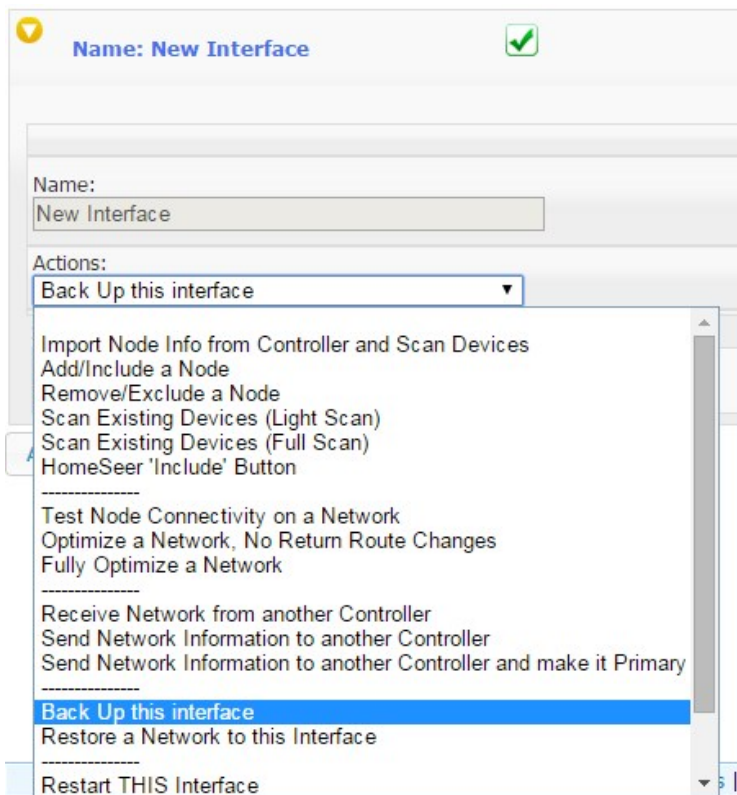 Name: New Interface
Name:
New Interface
Actions:
Back Up this interface
Import Node Info from Controller and Scan Devices
Add/Include a Node
Remove/Exclude a Node
Scan Existing Devices (Light Scan)
Scan Existing Devices (Full Scan)
HomeSeer 'Include' Button
---------------
Test Node Connectivity on a Network
Optimize a Network, No Return Route Changes
Fully Optimize a Network
---------------
Receive Network from another Controller
Send Network Information to another Controller
Send Network Information to another Controller and make it Primary
---------------
Back Up this interface
Restore a Network to this Interface
---------------
Restart THIS Interface